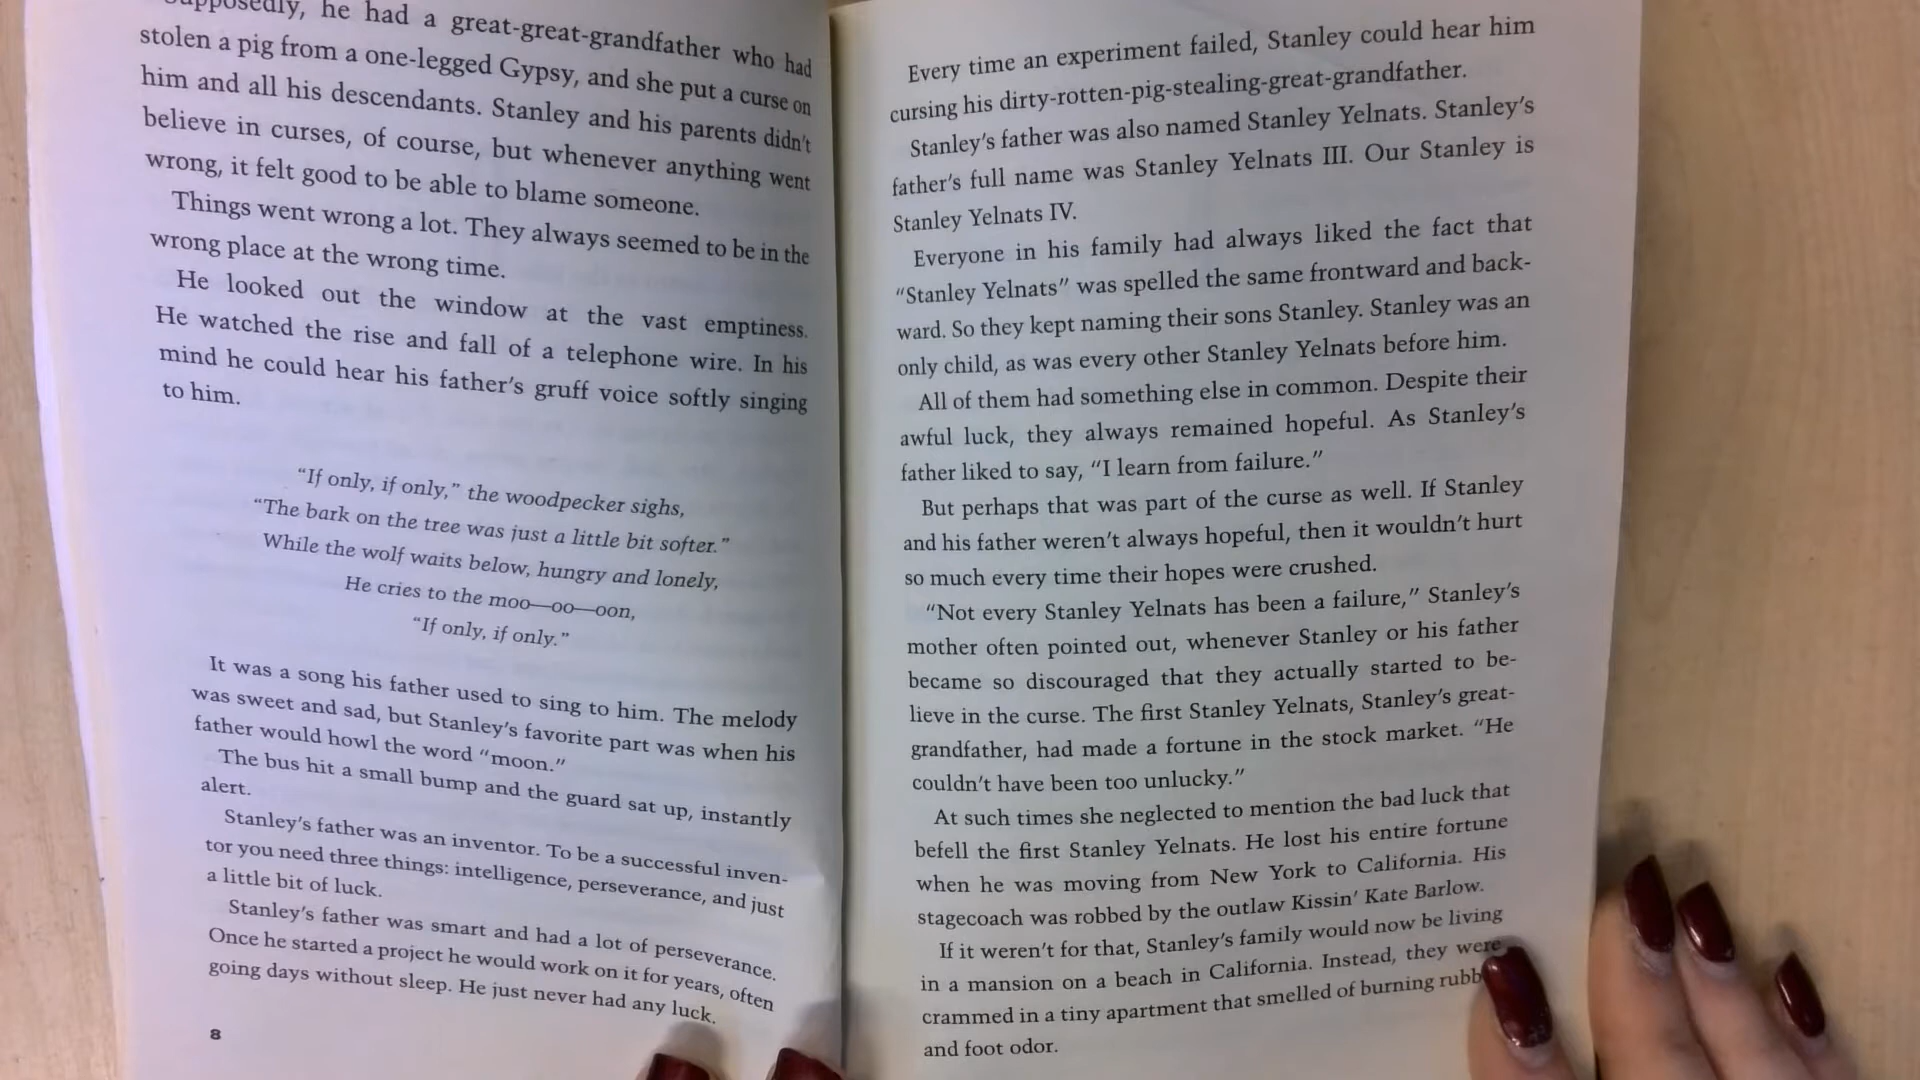 Supposedly, he had a great-great-grandfather who had
stolen a pig from a one-legged Gypsy, and she put a curse on
him and all his descendants. Stanley and his parents didn't
believe in curses, of course, but whenever anything went
wrong, it felt good to be able to blame someone.
Things went wrong a lot. They always seemed to be in the
wrong place at the wrong time.
He looked out the window at the vast emptiness.
He watched the rise and fall of a telephone wire. In his
mind he could hear his father's gruff voice softly singing
to him.
“If only, if only,” the woodpecker sighs,
“The bark on the tree was just a little bit softer.”
While the wolf waits below, hungry and lonely,
He cries to the moo—oo—oon,
“If only, if only.”
It was a song his father used to sing to him. The melody
was sweet and sad, but Stanley's favorite part was when his
father would howl the word “moon.”
The bus hit a small bump and the guard sat up, instantly
alert.
Stanley's father was an inventor. To be a successful inven-
tor you need three things: intelligence, perseverance, and just
a little bit of luck.
Stanley's father was smart and had a lot of perseverance.
Once he started a project he would work on it for years, often
going days without sleep. He just never had any luck.
8
Every time an experiment failed, Stanley could hear him
cursing his dirty-rotten-pig-stealing-great-grandfather.
Stanley's father was also named Stanley Yelnats. Stanley's
father's full name was Stanley Yelnats III. Our Stanley is
Stanley Yelnats IV.
Everyone in his family had always liked the fact that
“Stanley Yelnats” was spelled the same frontward and back-
ward. So they kept naming their sons Stanley. Stanley was an
only child, as was every other Stanley Yelnats before him.
All of them had something else in common. Despite their
awful luck, they always remained hopeful. As Stanley's
father liked to say, “I learn from failure.”
But perhaps that was part of the curse as well. If Stanley
and his father weren't always hopeful, then it wouldn't hurt
so much every time their hopes were crushed.
“Not every Stanley Yelnats has been a failure,” Stanley's
mother often pointed out, whenever Stanley or his father
became so discouraged that they actually started to be-
lieve in the curse. The first Stanley Yelnats, Stanley's great-
grandfather, had made a fortune in the stock market. “He
couldn't have been too unlucky.”
At such times she neglected to mention the bad luck that
befell the first Stanley Yelnats. He lost his entire fortune
when he was moving from New York to California. His
stagecoach was robbed by the outlaw Kissin' Kate Barlow.
If it weren't for that, Stanley's family would now be living
in a mansion on a beach in California. Instead, they were
crammed in a tiny apartment that smelled of burning rubb
and foot odor.